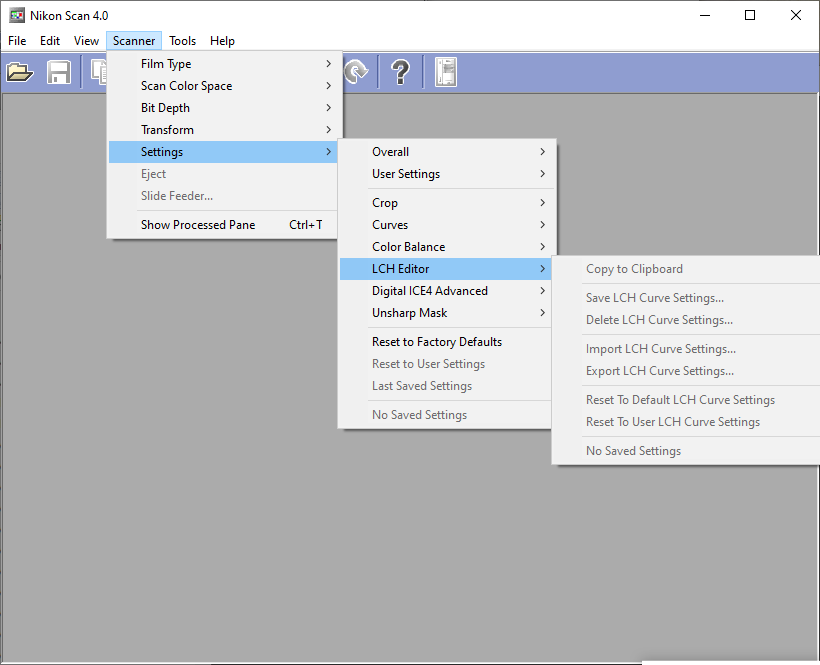 Nikon Scan 4.0
File Edit View Scanner Tools Help
Film Type
Scan Color Space
Bit Depth
Transform
Settings
Eject
Slide Feeder...
Show Processed Pane Ctrl+T
Overall
User Settings
Crop
Curves
Color Balance
LCH Editor
Digital ICE4 Advanced
Unsharp Mask
Reset to Factory Defaults
Reset to User Settings
Last Saved Settings
No Saved Settings
Copy to Clipboard
Save LCH Curve Settings...
Delete LCH Curve Settings...
Import LCH Curve Settings...
Export LCH Curve Settings...
Reset To Default LCH Curve Settings
Reset To User LCH Curve Settings
No Saved Settings